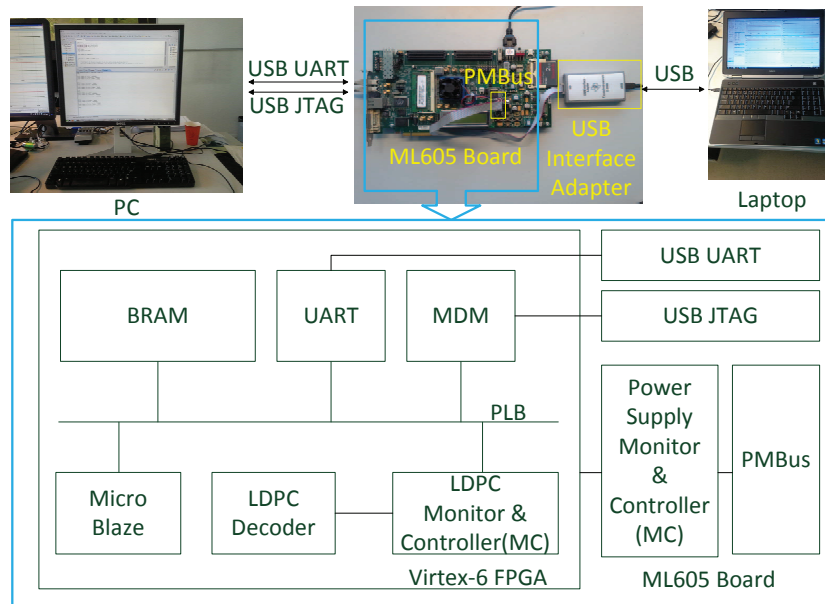 USB UART
USB JTAG
PMBus
ML605 Board
USB
Interface
Adapter
USB
PC
Laptop
BRAM
UART
MDM
USB UART
USB JTAG
PLB
Micro
Blaze
LDPC
Decoder
LDPC
Monitor &
Controller(MC)
Virtex-6 FPGA
Power
Supply
Monitor
&
Controller
(MC)
PMBus
ML605 Board